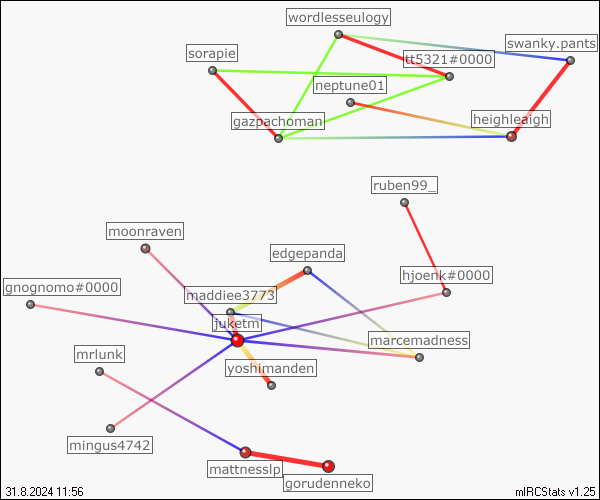 wordlesseulogy
swanky.pants
sorapie
tt5321#0000
neptune01
gazpachoman
heighleaigh
ruben99_
moonraven
edgepanda
hjoenk#0000
gnognomo#0000
maddiee3773
juketm
marcemadness
mrlunk
yoshimanden
mingus4742
mattnesslp
gorudenneko
31.8.2024 11:56
mIRCStats v1.25